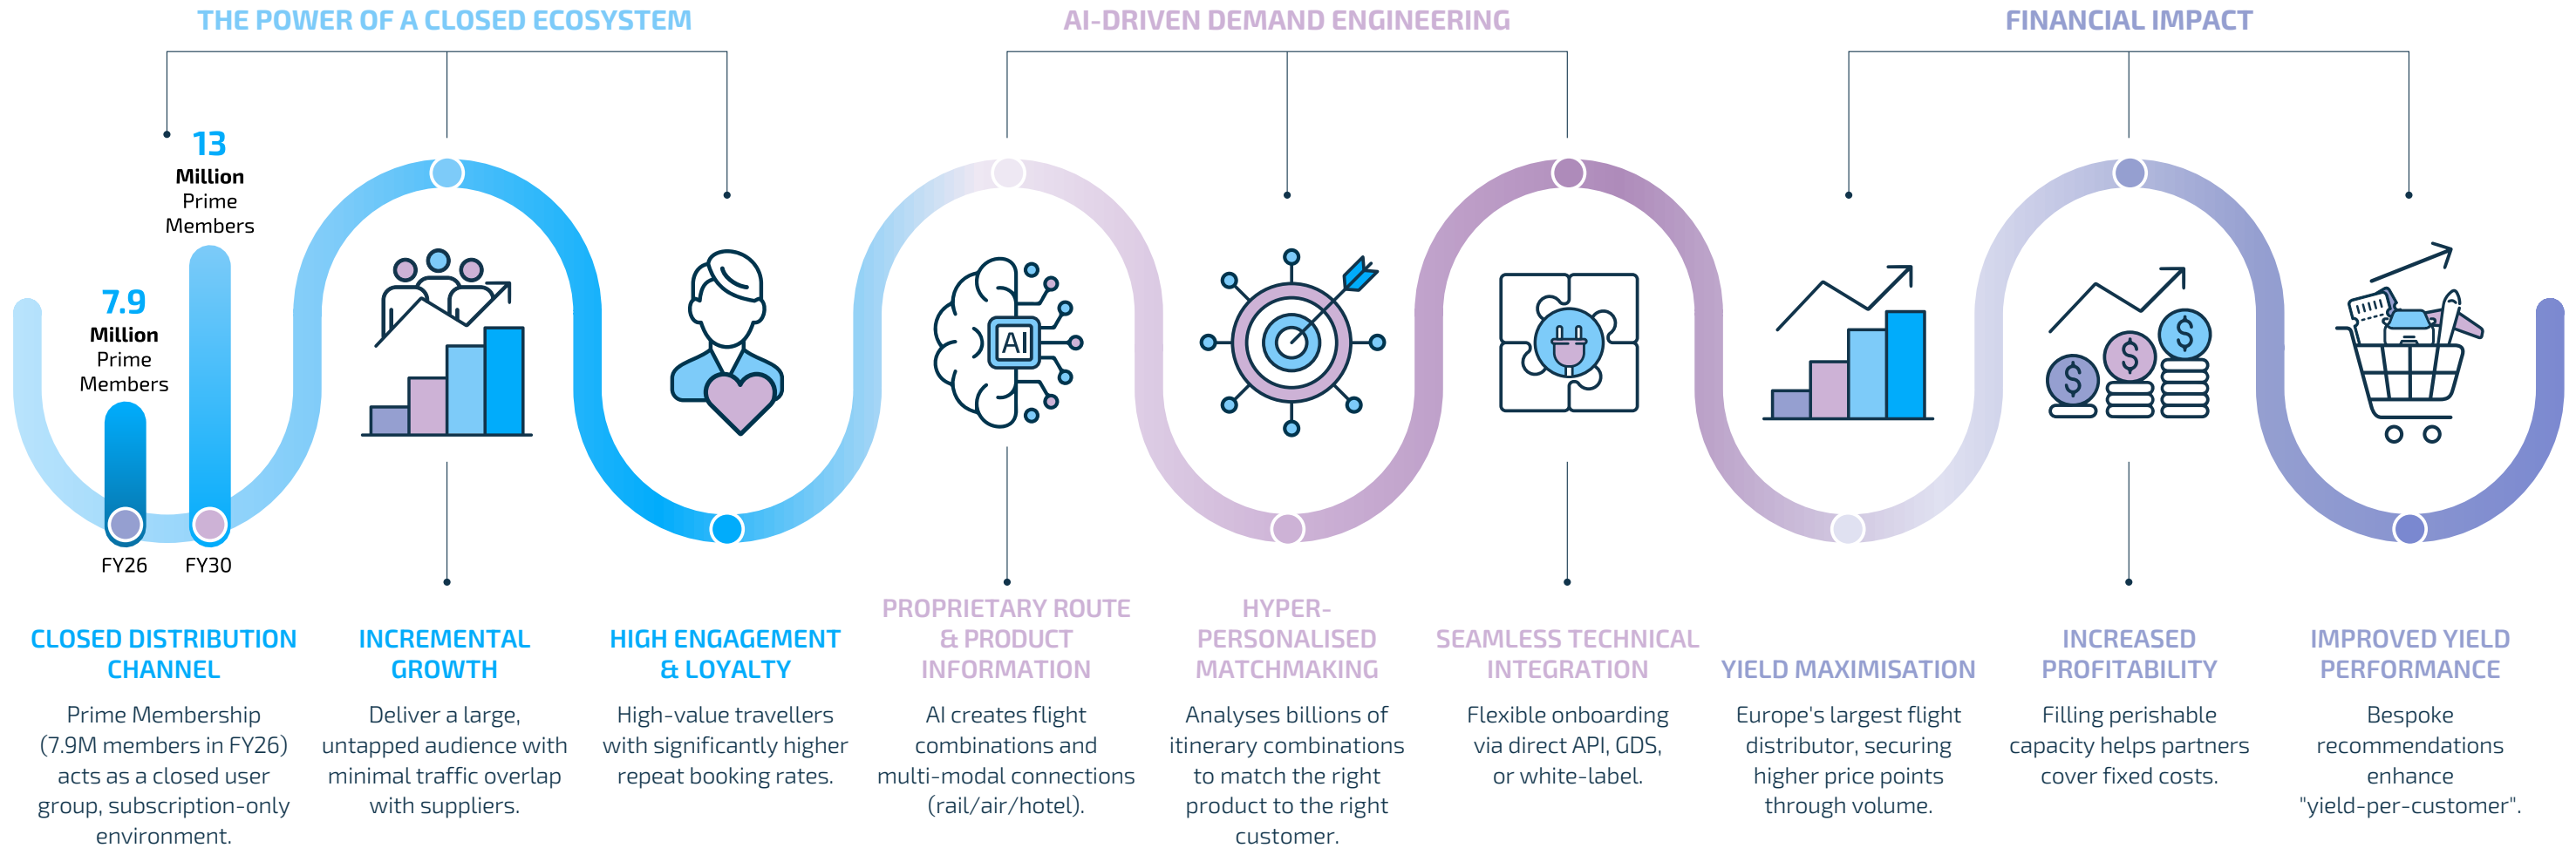 THE POWER OF A CLOSED ECOSYSTEM
AI-DRIVEN DEMAND ENGINEERING
FINANCIAL IMPACT
13
Million
Prime
Members
7.9
Million
Prime
Members
FY26
FY30
CLOSED DISTRIBUTION
CHANNEL
Prime Membership
(7.9M members in FY26)
acts as a closed user
group, subscription-only
environment.
INCREMENTAL
GROWTH
Deliver a large,
untapped audience with
minimal traffic overlap
with suppliers.
HIGH ENGAGEMENT
& LOYALTY
High-value travellers
with significantly higher
repeat booking rates.
AI
PROPRIETARY ROUTE
& PRODUCT
INFORMATION
AI creates flight
combinations and
multi-modal connections
(rail/air/hotel).
HYPER-
PERSONALISED
MATCHMAKING
Analyses billions of
itinerary combinations
to match the right
product to the right
customer.
SEAMLESS TECHNICAL
INTEGRATION
Flexible onboarding
via direct API, GDS,
or white-label.
YIELD MAXIMISATION
Europe's largest flight
distributor, securing
higher price points
through volume.
$
$
$
INCREASED
PROFITABILITY
Filling perishable
capacity helps partners
cover fixed costs.
IMPROVED YIELD
PERFORMANCE
Bespoke
recommendations
enhance
"yield-per-customer".